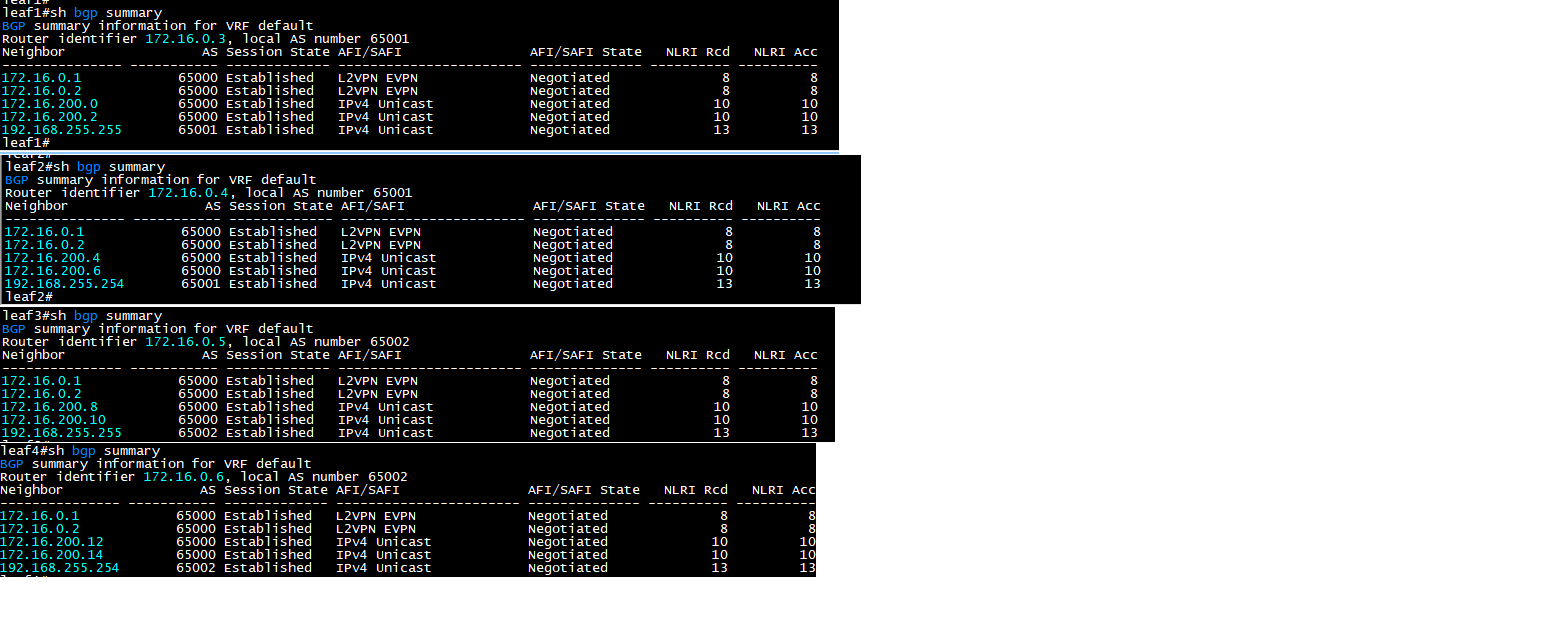 leaf1#
leaf1#sh bgp summary
BGP summary information for VRF default
Router identifier 172.16.0.3, local AS number 65001
Neighbor                 AS Session State AFI/SAFI                AFI/SAFI State   NLRI Rcd   NLRI Acc
--------------- ----------- ------------- ----------------------- -------------- ---------- ----------
172.16.0.1            65000 Established   L2VPN EVPN              Negotiated              8          8
172.16.0.2            65000 Established   L2VPN EVPN              Negotiated              8          8
172.16.200.0          65000 Established   IPv4 Unicast            Negotiated             10         10
172.16.200.2          65000 Established   IPv4 Unicast            Negotiated             10         10
192.168.255.255       65001 Established   IPv4 Unicast            Negotiated             13         13
leaf1#
leaf2#
leaf2#sh bgp summary
BGP summary information for VRF default
Router identifier 172.16.0.4, local AS number 65001
Neighbor                 AS Session State AFI/SAFI                AFI/SAFI State   NLRI Rcd   NLRI Acc
--------------- ----------- ------------- ----------------------- -------------- ---------- ----------
172.16.0.1            65000 Established   L2VPN EVPN              Negotiated              8          8
172.16.0.2            65000 Established   L2VPN EVPN              Negotiated              8          8
172.16.200.4          65000 Established   IPv4 Unicast            Negotiated             10         10
172.16.200.6          65000 Established   IPv4 Unicast            Negotiated             10         10
192.168.255.254       65001 Established   IPv4 Unicast            Negotiated             13         13
leaf2#
leaf3#sh bgp summary
BGP summary information for VRF default
Router identifier 172.16.0.5, local AS number 65002
Neighbor                 AS Session State AFI/SAFI                AFI/SAFI State   NLRI Rcd   NLRI Acc
--------------- ----------- ------------- ----------------------- -------------- ---------- ----------
172.16.0.1            65000 Established   L2VPN EVPN              Negotiated              8          8
172.16.0.2            65000 Established   L2VPN EVPN              Negotiated              8          8
172.16.200.8          65000 Established   IPv4 Unicast            Negotiated             10         10
172.16.200.10         65000 Established   IPv4 Unicast            Negotiated             10         10
192.168.255.255       65002 Established   IPv4 Unicast            Negotiated             13         13
leaf4#sh bgp summary
BGP summary information for VRF default
Router identifier 172.16.0.6, local AS number 65002
Neighbor                 AS Session State AFI/SAFI                AFI/SAFI State   NLRI Rcd   NLRI Acc
--------------- ----------- ------------- ----------------------- -------------- ---------- ----------
172.16.0.1            65000 Established   L2VPN EVPN              Negotiated              8          8
172.16.0.2            65000 Established   L2VPN EVPN              Negotiated              8          8
172.16.200.12         65000 Established   IPv4 Unicast            Negotiated             10         10
172.16.200.14         65000 Established   IPv4 Unicast            Negotiated             10         10
192.168.255.254       65002 Established   IPv4 Unicast            Negotiated             13         13